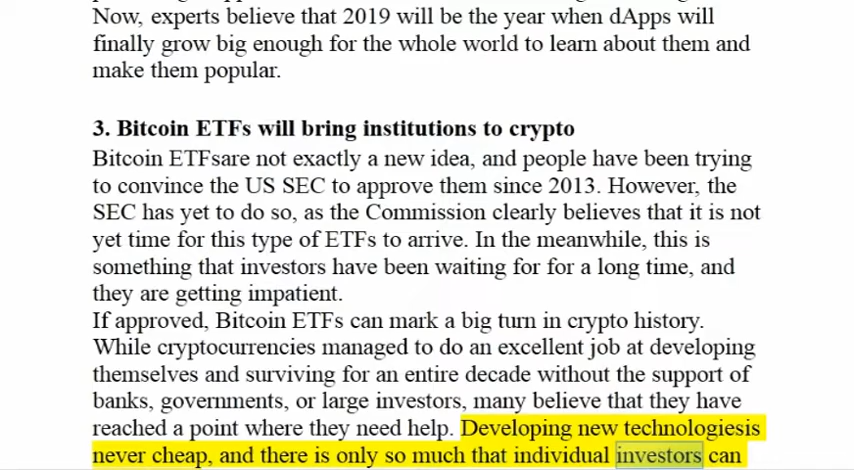 Now, experts believe that 2019 will be the year when dApps will
finally grow big enough for the whole world to learn about them and
make them popular.
3. Bitcoin ETFs will bring institutions to crypto
Bitcoin ETFsare not exactly a new idea, and people have been trying
to convince the US SEC to approve them since 2013. However, the
SEC has yet to do so, as the Commission clearly believes that it is not
yet time for this type of ETFs to arrive. In the meanwhile, this is
something that investors have been waiting for for a long time, and
they are getting impatient.
If approved, Bitcoin ETFs can mark a big turn in crypto history.
While cryptocurrencies managed to do an excellent job at developing
themselves and surviving for an entire decade without the support of
banks, governments, or large investors, many believe that they have
reached a point where they need help. Developing new technologiesis
never cheap, and there is only so much that individual investors can